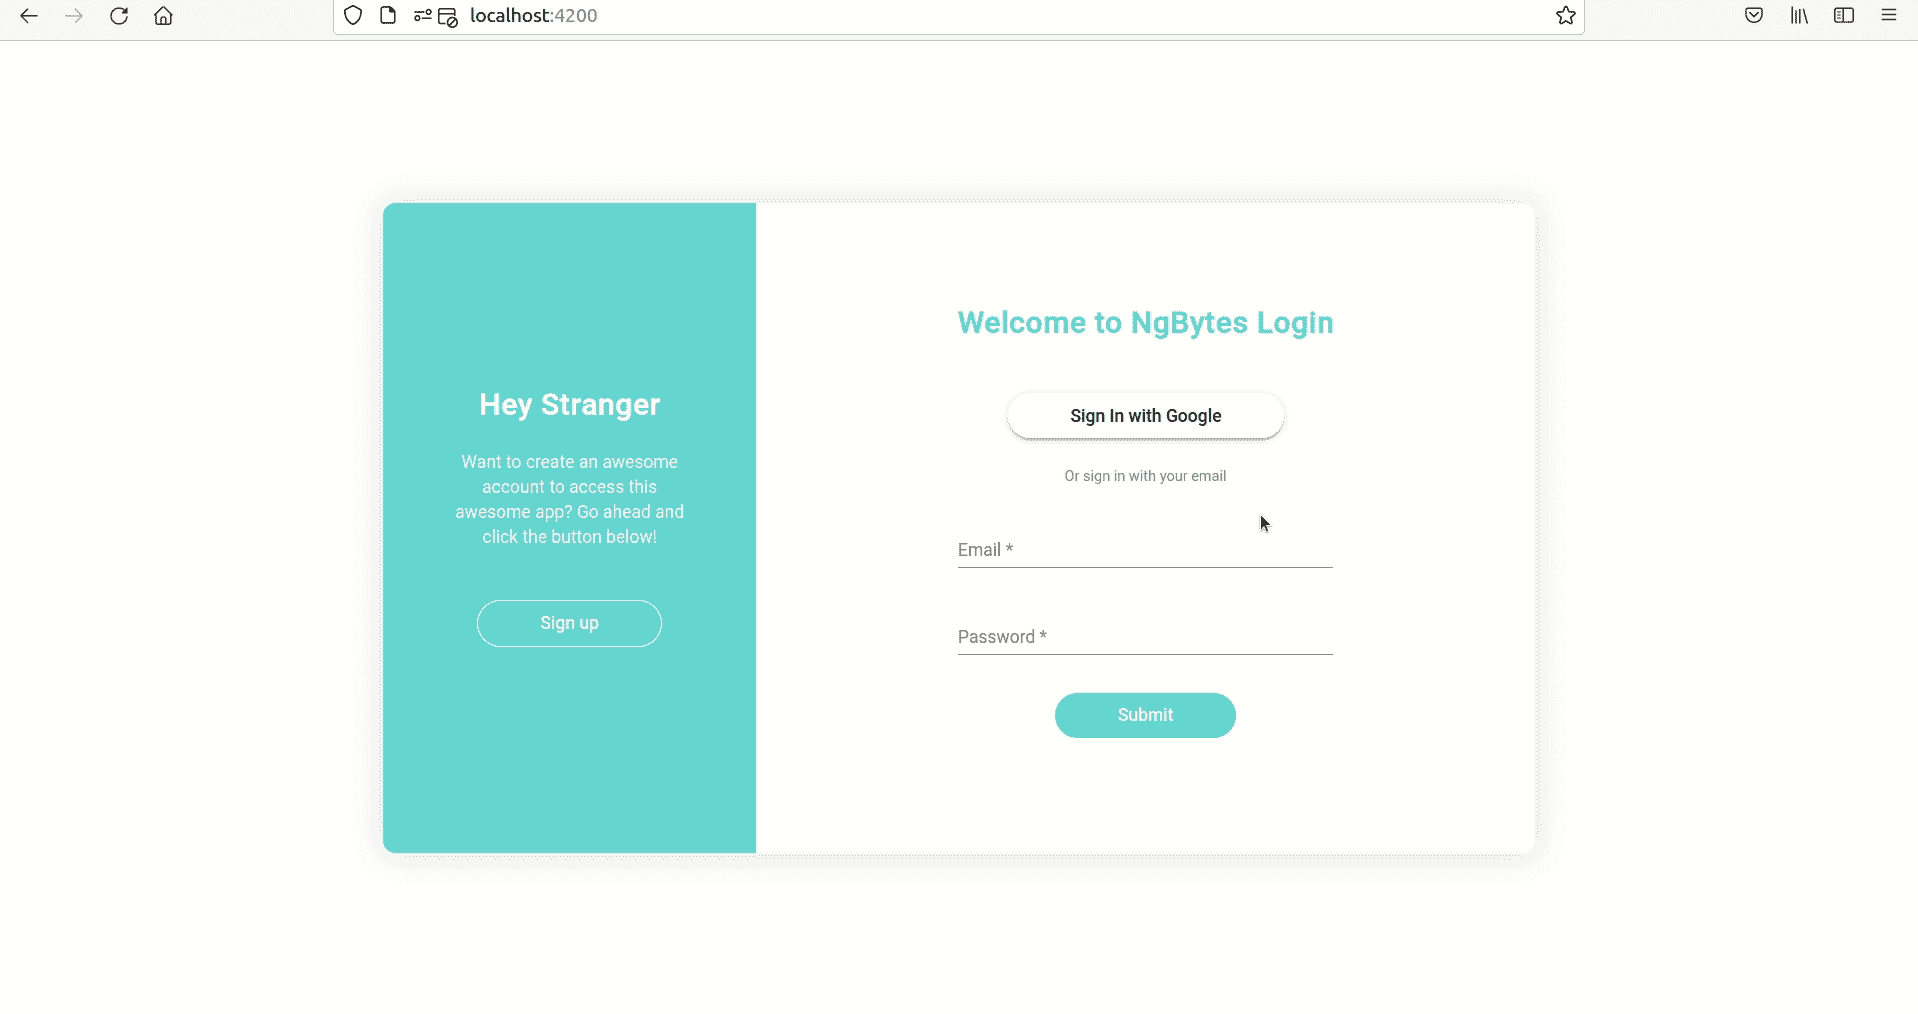 localhost:4200
Hey Stranger
Want to create an awesome
account to access this
awesome app? Go ahead and
click the button below!
Sign up
Welcome to NgBytes Login
Sign In with Google
Or sign in with your email
Email *
Password *
Submit